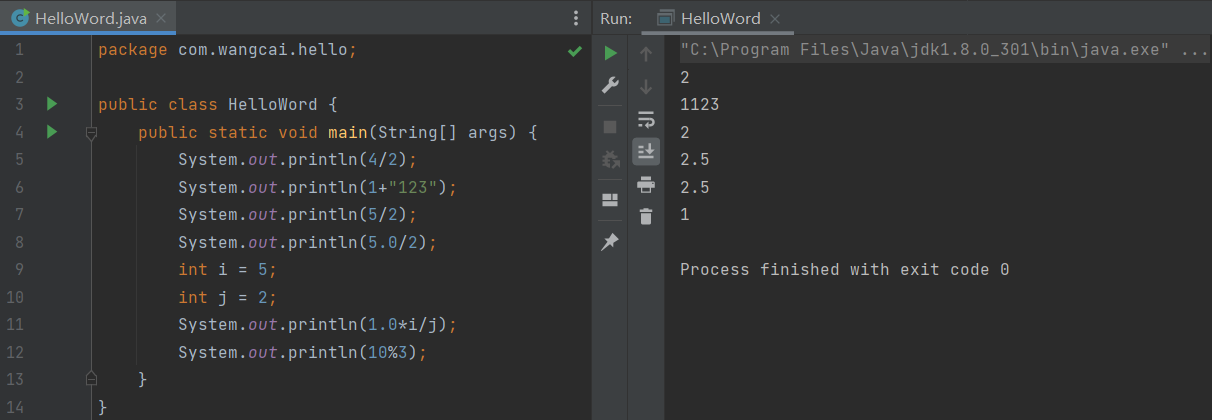 HelloWord.java
1 package com.wangcai.hello;
2
3 public class HelloWord {
4     public static void main(String[] args) {
5         System.out.println(4/2);
6         System.out.println(1+"123");
7         System.out.println(5/2);
8         System.out.println(5.0/2);
9         int i = 5;
10         int j = 2;
11         System.out.println(1.0*i/j);
12         System.out.println(10%3);
13     }
14 }
Run: HelloWord
"C:\Program Files\Java\jdk1.8.0_301\bin\java.exe" ...
2
1123
2
2.5
2.5
1
Process finished with exit code 0